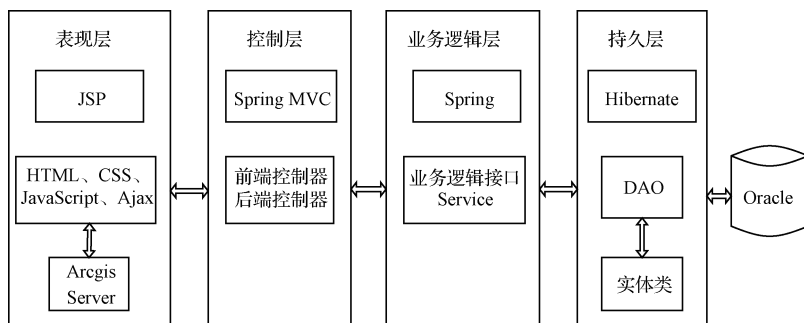 表现层
JSP
HTML、CSS、
JavaScript、Ajax
Arcgis
Server
控制层
Spring MVC
前端控制器
后端控制器
业务逻辑层
Spring
业务逻辑接口
Service
持久层
Hibernate
DAO
实体类
Oracle